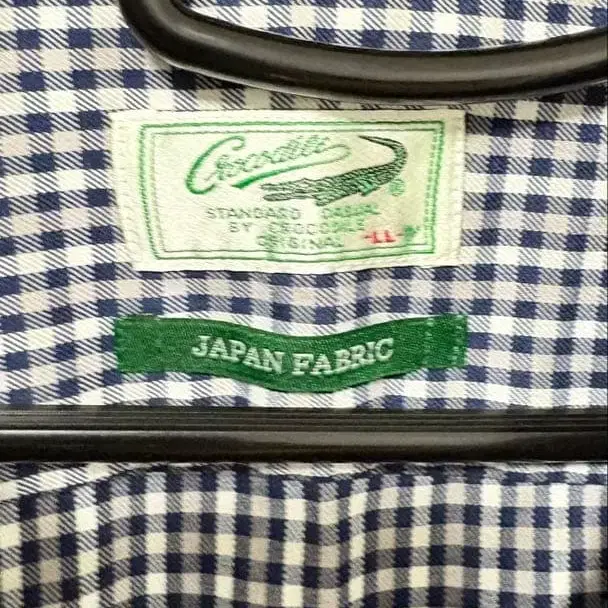 Crocodile
®
STANDARD CASUAL
BY CROCODILE
ORIGINAL -LL-
JAPAN FABRIC